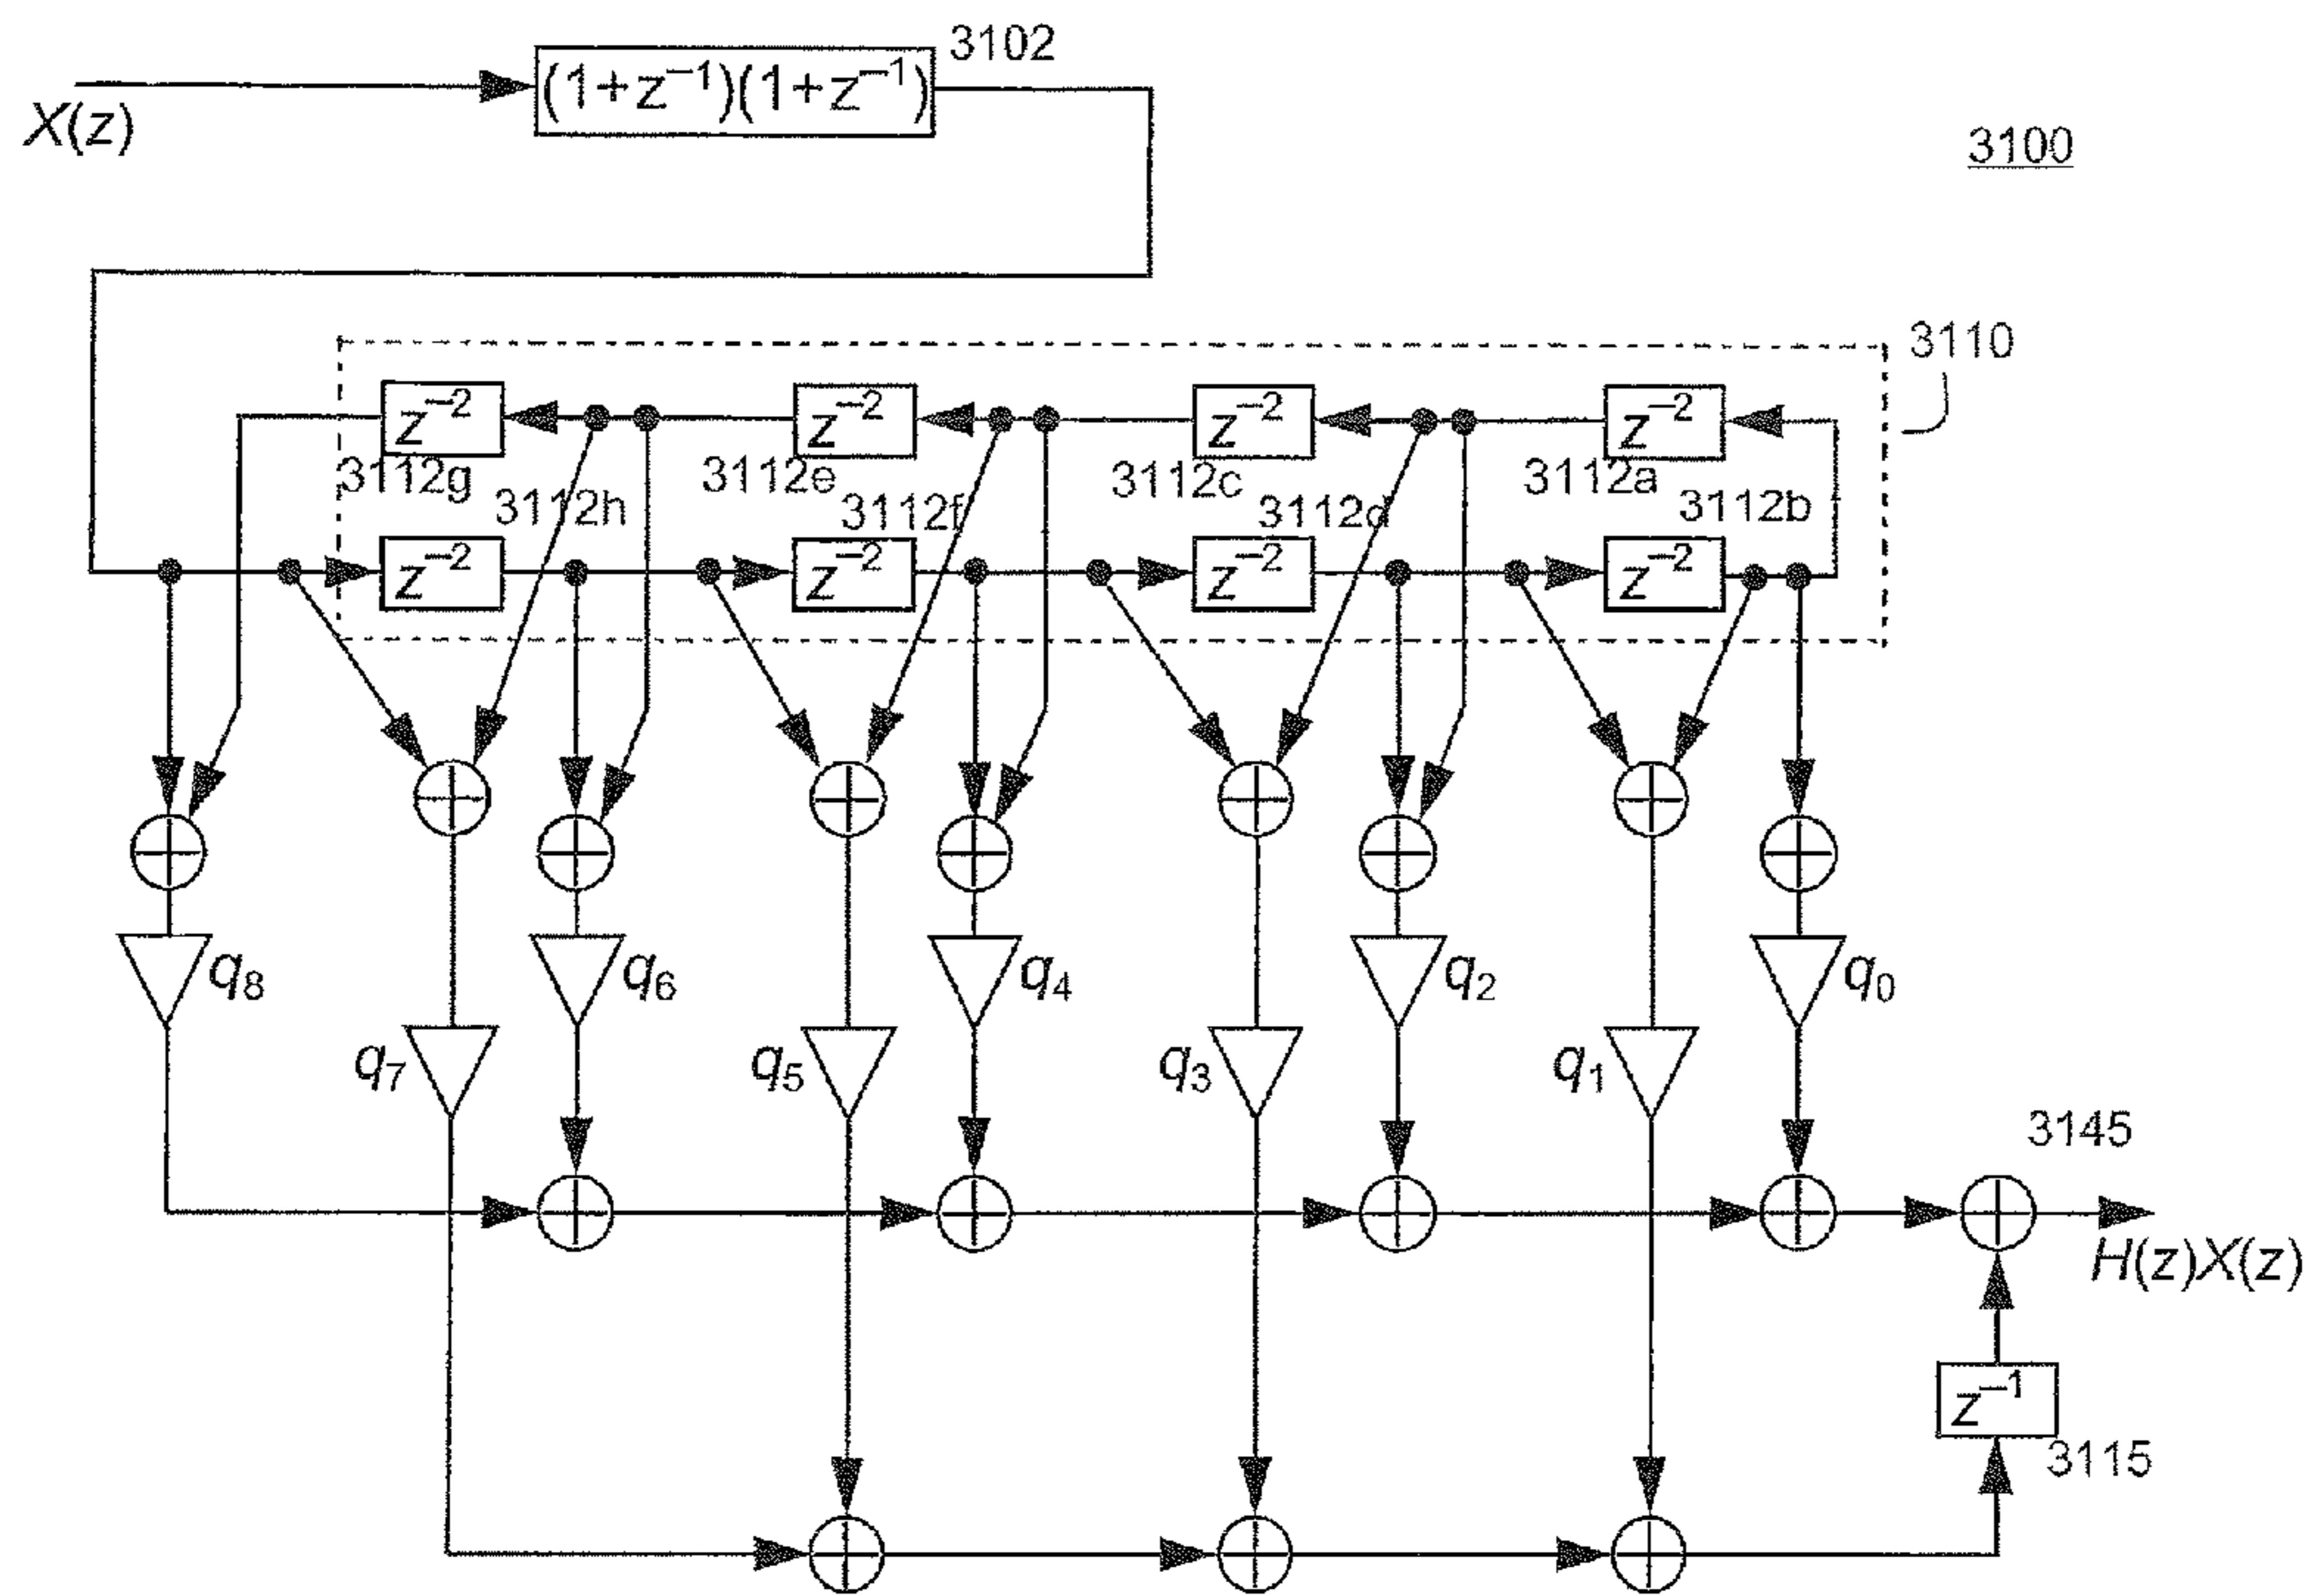 3102
(1+z⁻¹)(1+z⁻¹)
X(z)
3100
3110
z⁻² z⁻² z⁻² z⁻²
3112g 3112e 3112c 3112a
3112h 3112f 3112d 3112b
z⁻² z⁻² z⁻² z⁻²
q₈ q₆ q₄ q₂ q₀
q₇ q₅ q₃ q₁
3145
H(z)X(z)
z⁻¹
3115